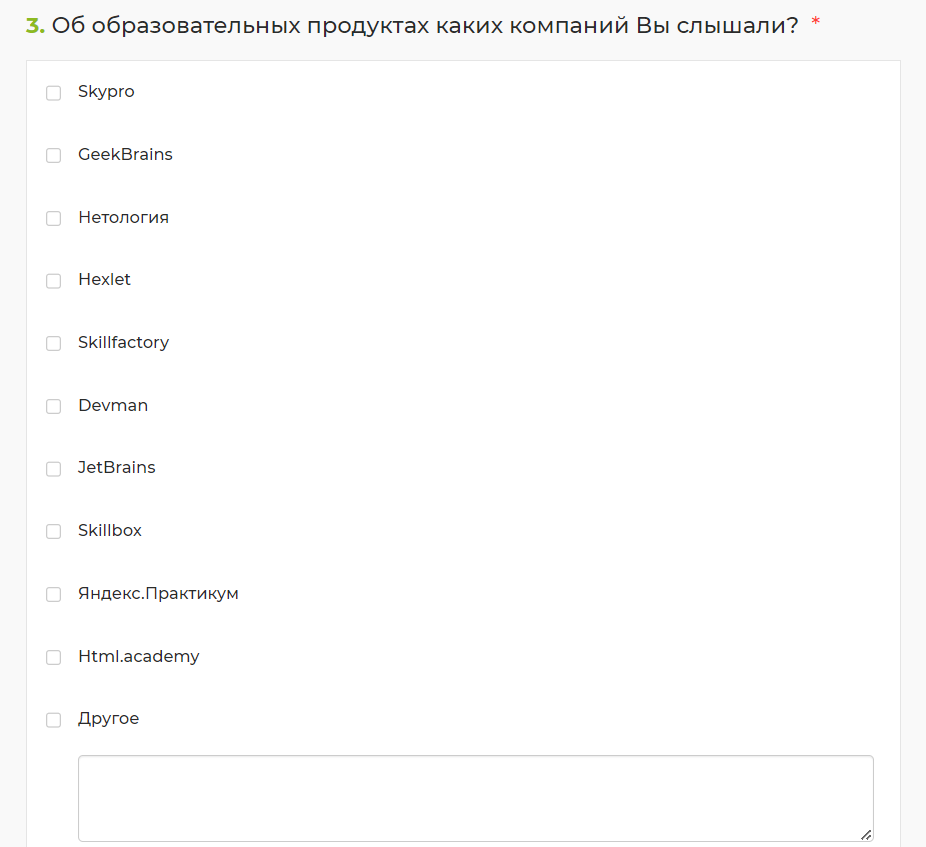 3. Об образовательных продуктах каких компаний Вы слышали? *
Skypro
GeekBrains
Нетология
Hexlet
Skillfactory
Devman
JetBrains
Skillbox
Яндекс.Практикум
Html.academy
Другое